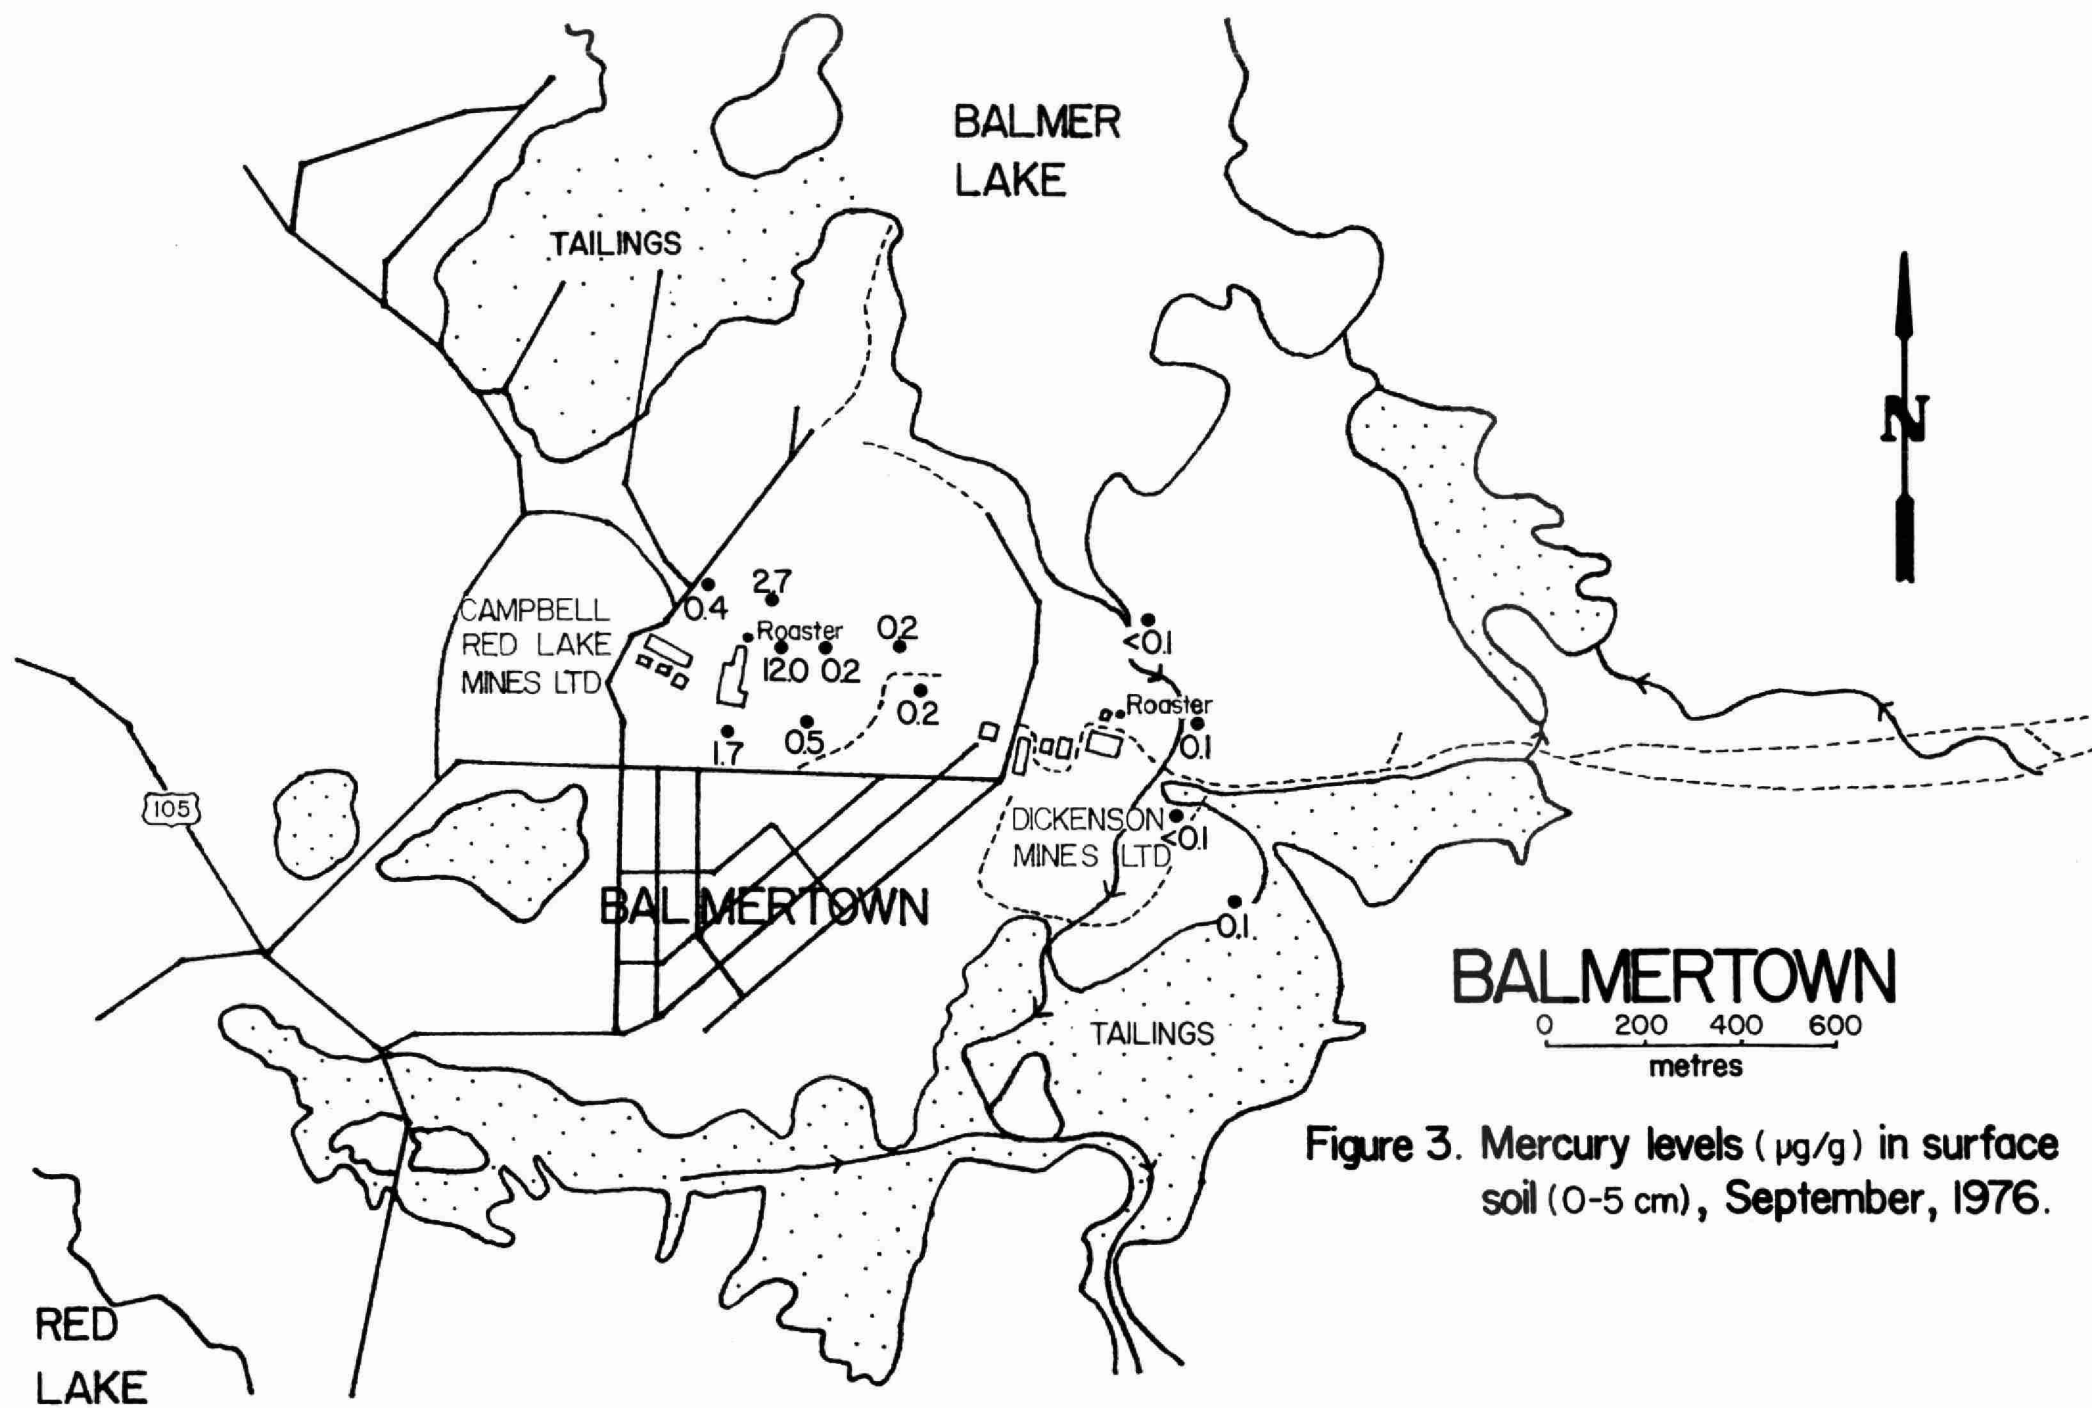 BALMER
LAKE
TAILINGS
N
2.7
0.4
CAMPBELL
RED LAKE
MINES LTD
Roaster
0.2
12.0 0.2
<0.1
0.2
Roaster
1.7
0.5
0.1
105
DICKENSON
MINES LTD
<0.1
BALMERTOWN
0.1
BALMERTOWN
0 200 400 600
metres
TAILINGS
Figure 3. Mercury levels (µg/g) in surface
soil (0-5 cm), September, 1976.
RED
LAKE